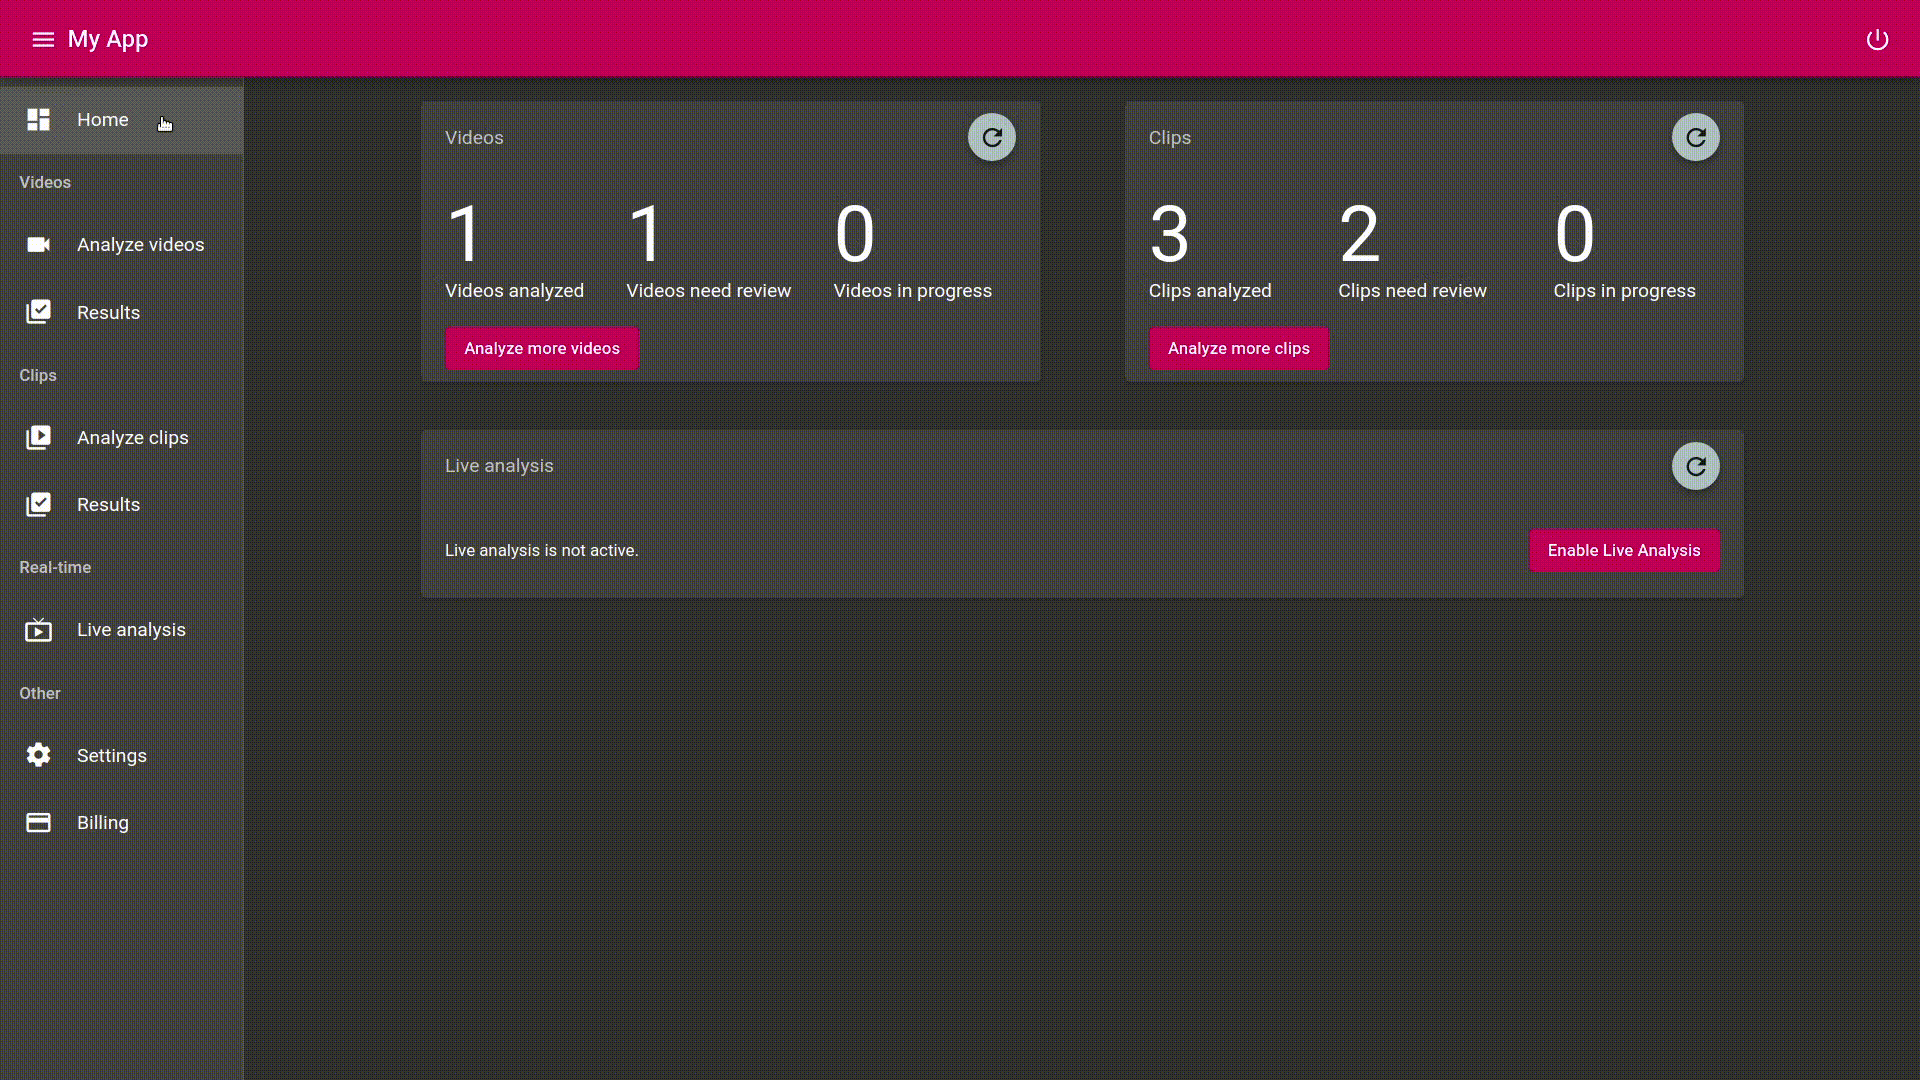 My App
Home
Videos
Analyze videos
Results
Clips
Analyze clips
Results
Real-time
Live analysis
Other
Settings
Billing
Videos
1 1 0
Videos analyzed Videos need review Videos in progress
Analyze more videos
Clips
3 2 0
Clips analyzed Clips need review Clips in progress
Analyze more clips
Live analysis
Live analysis is not active.
Enable Live Analysis